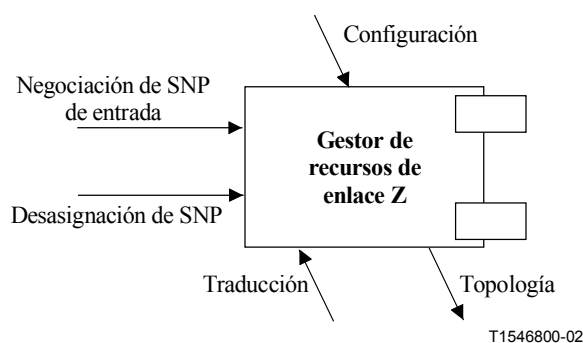 Configuración
Negociación de SNP
de entrada
Gestor de
recursos de
enlace Z
Desasignación de SNP
Traducción
Topología
T1546800-02